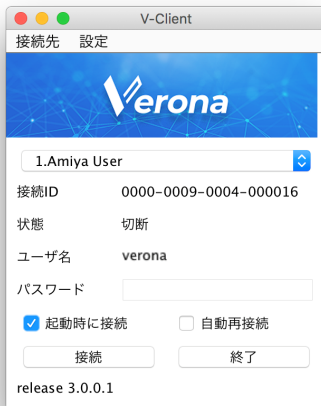 V-Client
接続先 設定
Verona
1.Amiya User
接続ID 0000-0009-0004-000016
状態 切断
ユーザ名 verona
パスワード
起動時に接続 自動再接続
接続 終了
release 3.0.0.1